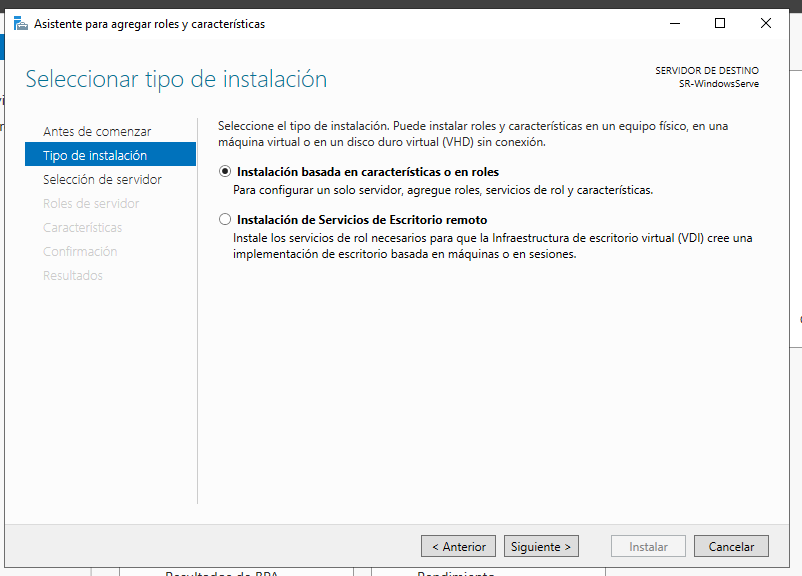 Asistente para agregar roles y características
Seleccionar tipo de instalación
SERVIDOR DE DESTINO
SR-WindowsServe
Antes de comenzar
Tipo de instalación
Selección de servidor
Roles de servidor
Características
Confirmación
Resultados
Seleccione el tipo de instalación. Puede instalar roles y características en un equipo físico, en una
máquina virtual o en un disco duro virtual (VHD) sin conexión.
Instalación basada en características o en roles
Para configurar un solo servidor, agregue roles, servicios de rol y características.
Instalación de Servicios de Escritorio remoto
Instale los servicios de rol necesarios para que la Infraestructura de escritorio virtual (VDI) cree una
implementación de escritorio basada en máquinas o en sesiones.
< Anterior
Siguiente >
Instalar
Cancelar
Resultados de BPA
Rendimiento